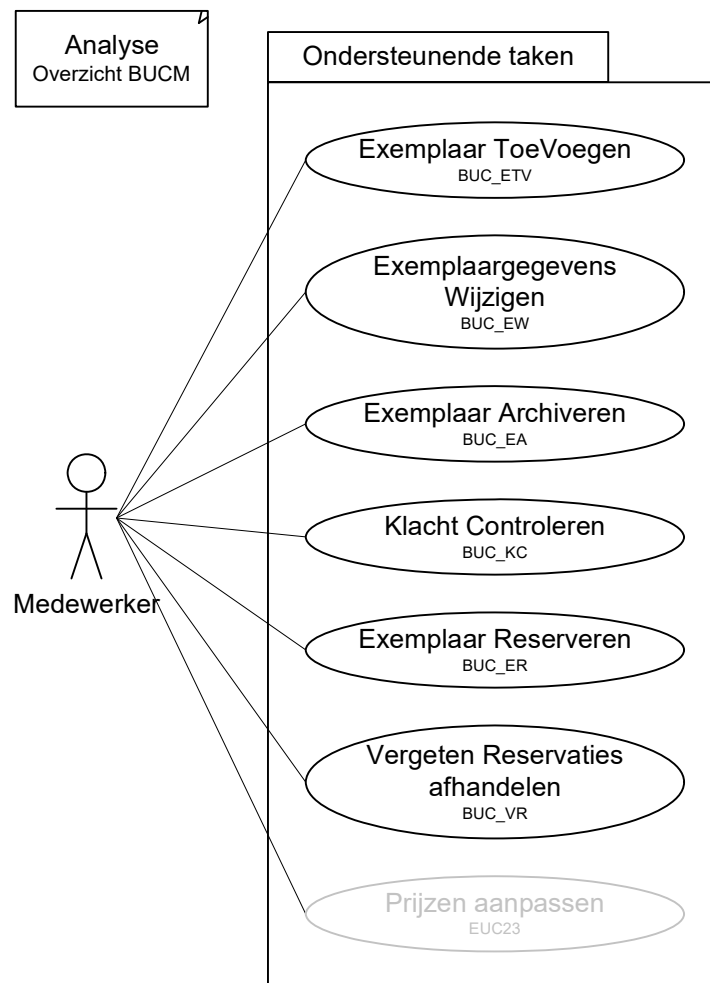 Analyse
Overzicht BUCM
Ondersteunende taken
Exemplaar ToeVoegen
BUC_ETV
Exemplaargegevens
Wijzigen
BUC_EW
Exemplaar Archiveren
BUC_EA
Klacht Controleren
BUC_KC
Medewerker
Exemplaar Reserveren
BUC_ER
Vergeten Reservaties
afhandelen
BUC_VR
Prijzen aanpassen
EUC23